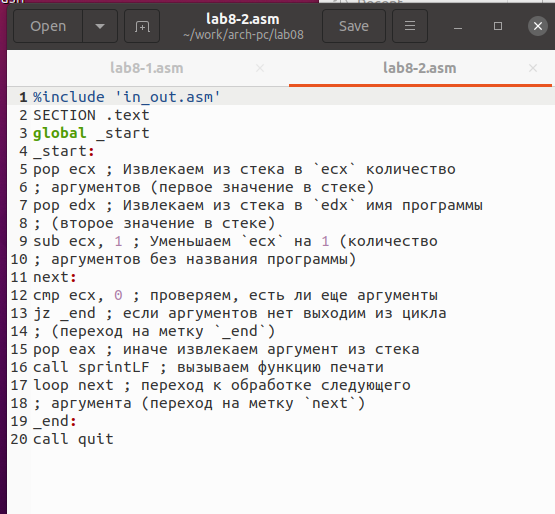 Open
lab8-2.asm
~/work/arch-pc/lab08
Save
lab8-1.asm
lab8-2.asm
1 %include 'in_out.asm'
2 SECTION .text
3 global _start
4 _start:
5 pop ecx ; Извлекаем из стека в `ecx` количество
6 ; аргументов (первое значение в стеке)
7 pop edx ; Извлекаем из стека в `edx` имя программы
8 ; (второе значение в стеке)
9 sub ecx, 1 ; Уменьшаем `ecx` на 1 (количество
10 ; аргументов без названия программы)
11 next:
12 cmp ecx, 0 ; проверяем, есть ли еще аргументы
13 jz _end ; если аргументов нет выходим из цикла
14 ; (переход на метку `_end`)
15 pop eax ; иначе извлекаем аргумент из стека
16 call sprintLF ; вызываем функцию печати
17 loop next ; переход к обработке следующего
18 ; аргумента (переход на метку `next`)
19 _end:
20 call quit